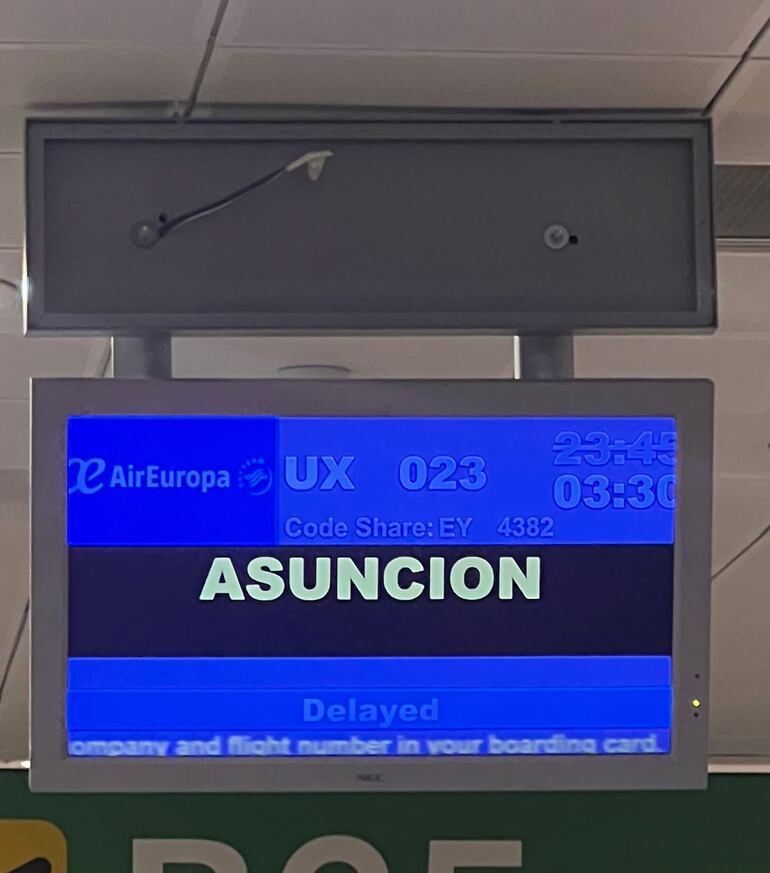 AirEuropa
UX 023
23:45
03:30
Code Share: EY 4382
ASUNCION
Delayed
ompany and flight number in your boarding card.
NEC